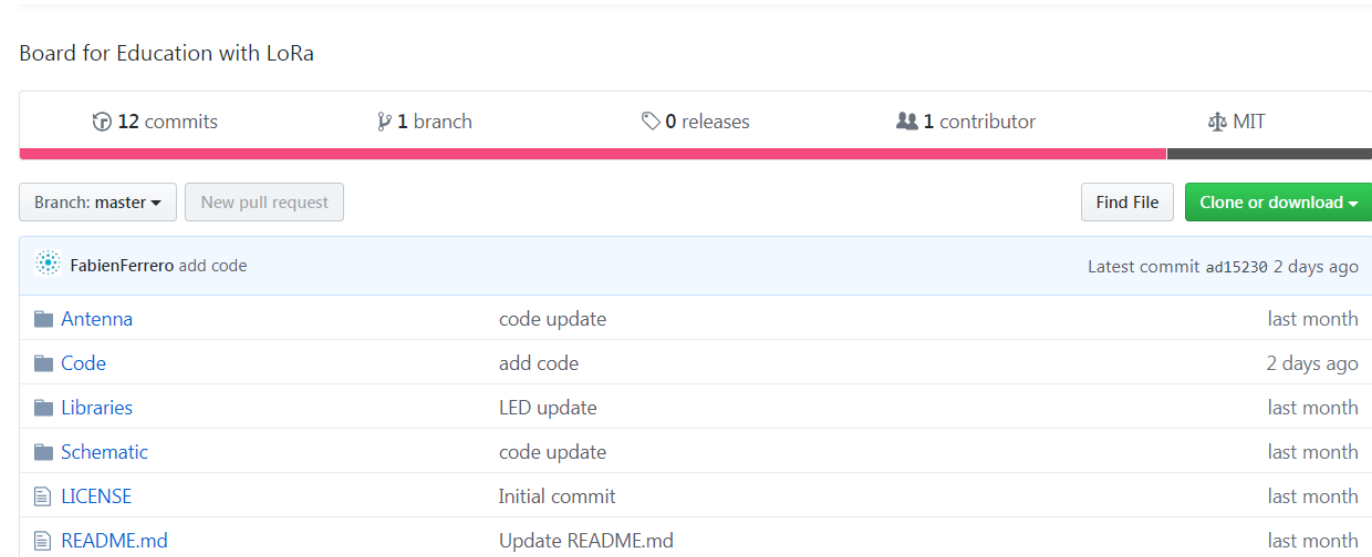 Board for Education with LoRa
12 commits 1 branch 0 releases 1 contributor MIT
Branch: master New pull request Find File Clone or download
FabienFerrero add code Latest commit ad15230 2 days ago
Antenna code update last month
Code add code 2 days ago
Libraries LED update last month
Schematic code update last month
LICENSE Initial commit last month
README.md Update README.md last month